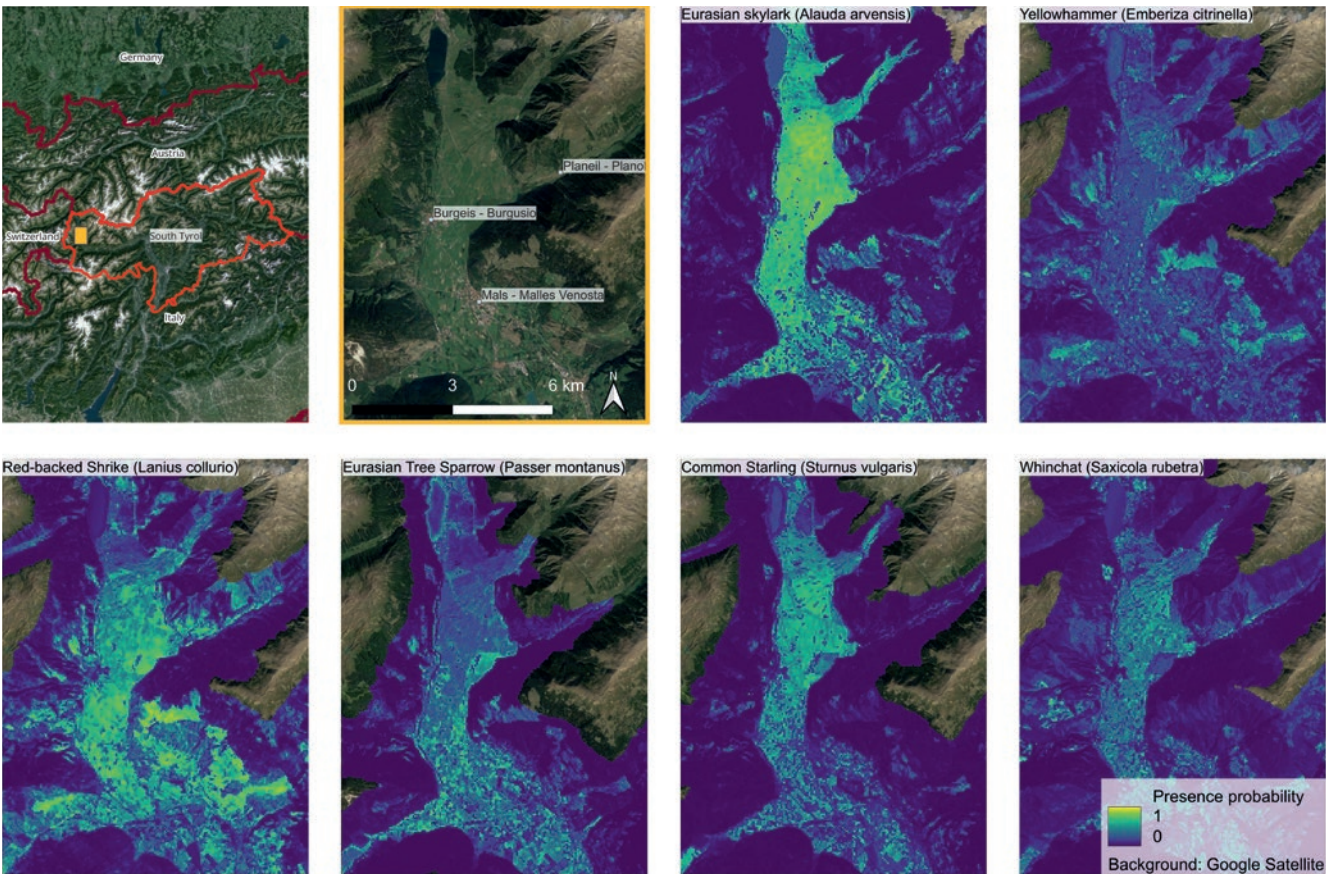 Germany
Austria
Switzerland
South Tyrol
Italy
Planeil - Planol
Burgeis - Burgusio
Mals - Malles Venosta
0 3 6 km
N
Eurasian skylark (Alauda arvensis)
Yellowhammer (Emberiza citrinella)
Red-backed Shrike (Lanius collurio)
Eurasian Tree Sparrow (Passer montanus)
Common Starling (Sturnus vulgaris)
Whinchat (Saxicola rubetra)
Presence probability
1
0
Background: Google Satellite